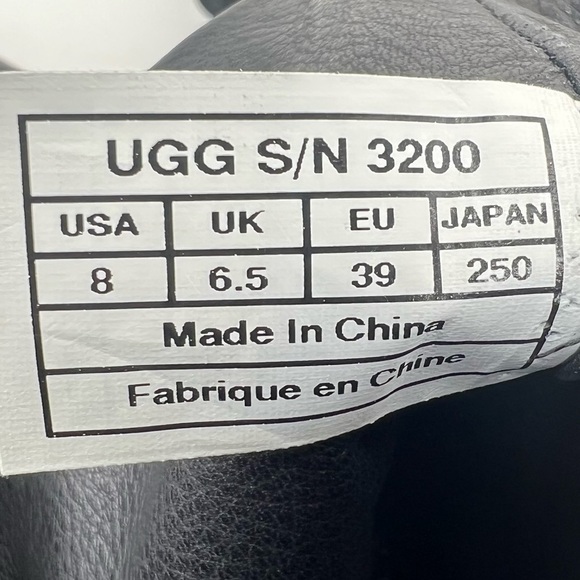 UGG S/N 3200
USA UK EU JAPAN
8 6.5 39 250
Made In China
Fabrique en Chine